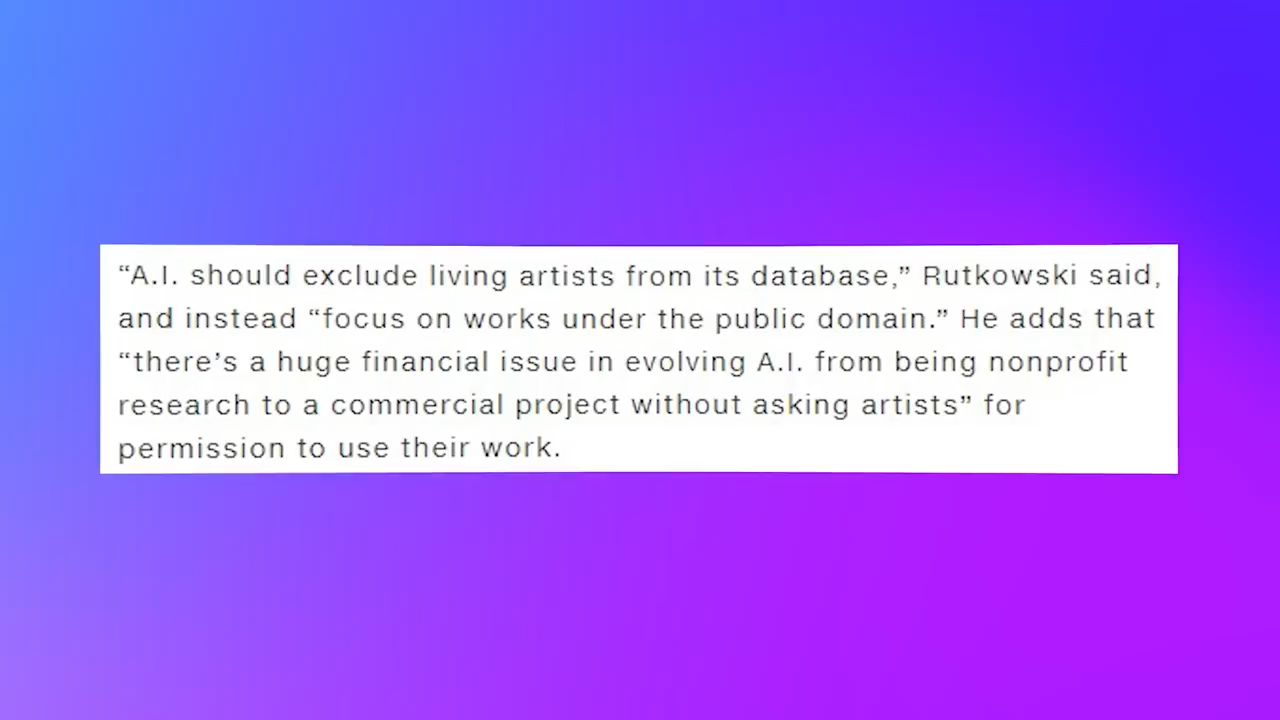 “A.I. should exclude living artists from its database,” Rutkowski said,
and instead “focus on works under the public domain.” He adds that
“there’s a huge financial issue in evolving A.I. from being nonprofit
research to a commercial project without asking artists” for
permission to use their work.